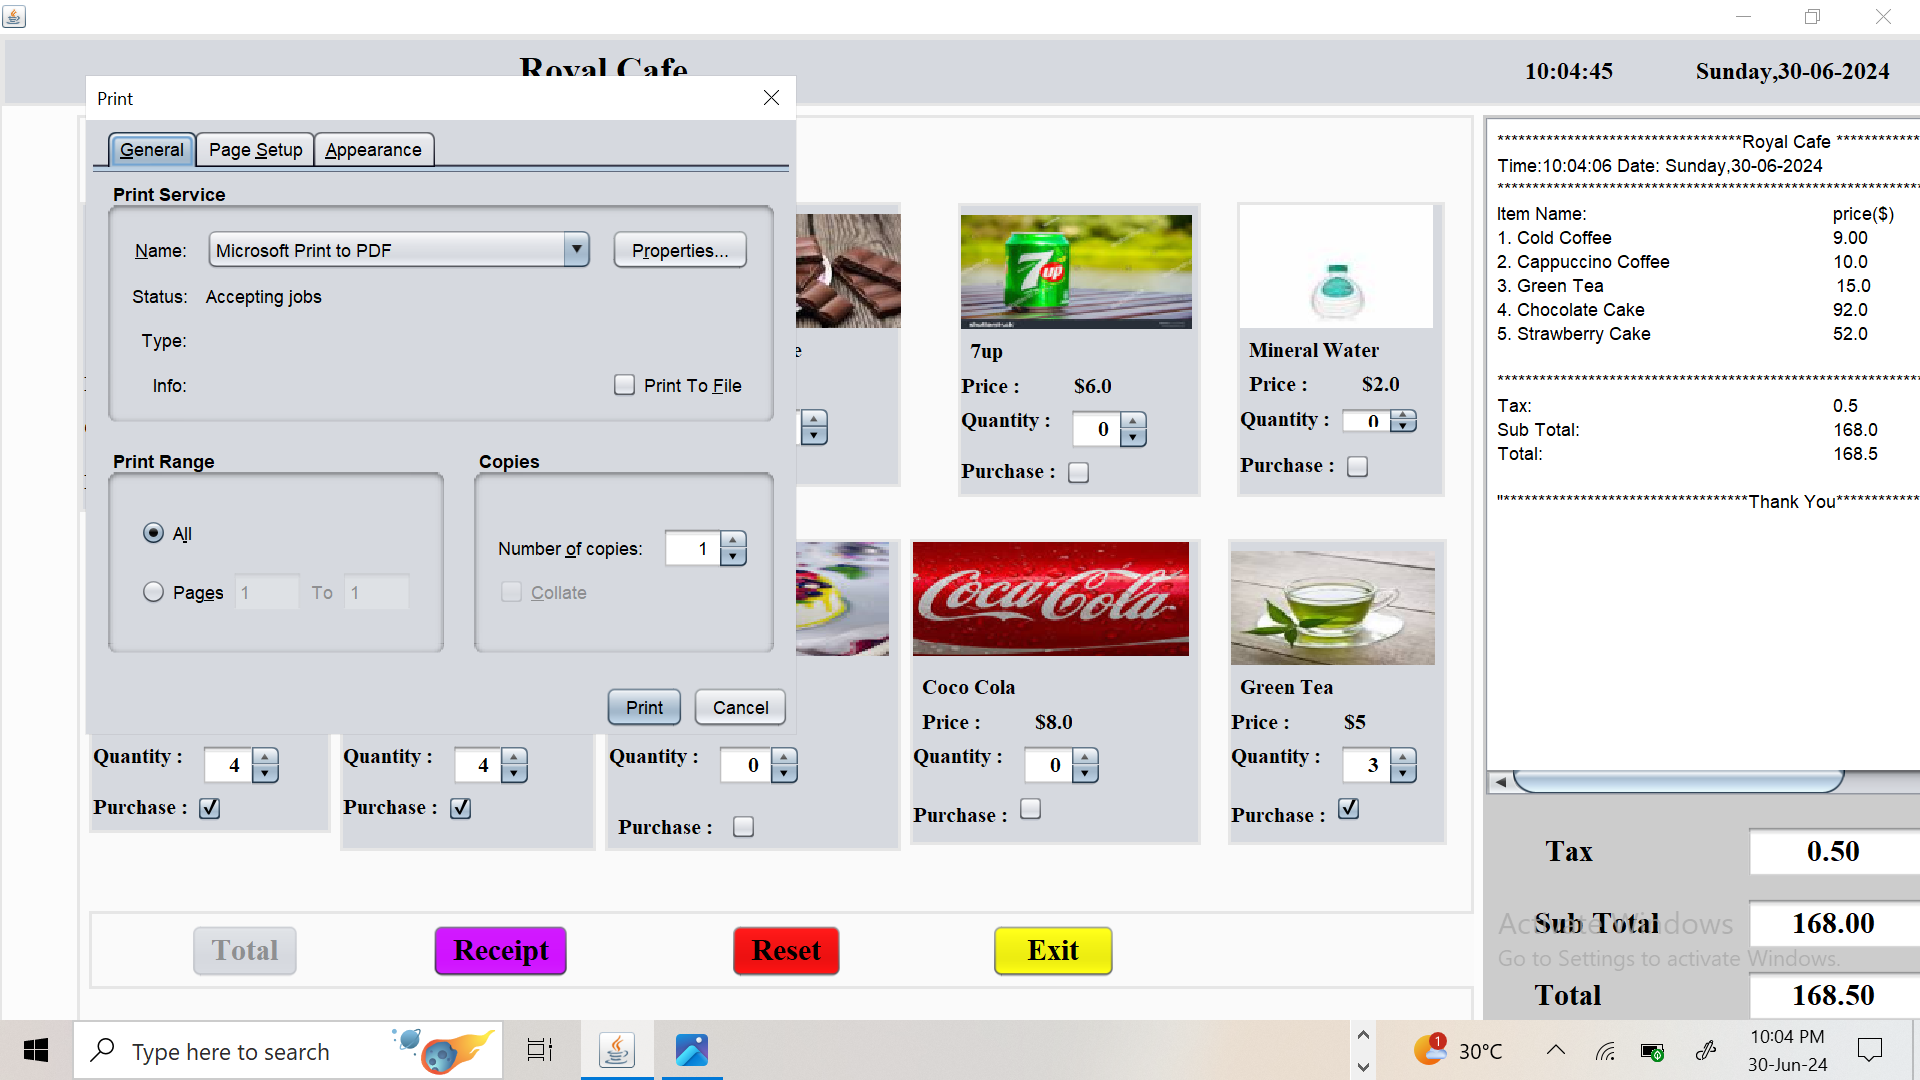 Royal Cafe
10:04:45
Sunday,30-06-2024
Print
General
Page Setup
Appearance
Print Service
Name:
Microsoft Print to PDF
Properties...
Status:
Accepting jobs
Type:
Info:
Print To File
Print Range
All
Pages
1
To
1
Copies
Number of copies:
1
Collate
Print
Cancel
e
7up
7up
Price :
$6.0
Quantity :
0
Purchase :
Mineral Water
Price :
$2.0
Quantity :
0
Purchase :
Coca-Cola
Coco Cola
Price :
$8.0
Quantity :
0
Purchase :
Green Tea
Price :
$5
Quantity :
3
Purchase :
Quantity :
4
Purchase :
Quantity :
4
Purchase :
Quantity :
0
Purchase :
Total
Receipt
Reset
Exit
***********************************Royal Cafe ************
Time:10:04:06 Date: Sunday,30-06-2024
************************************************************
Item Name: price($)
1. Cold Coffee 9.00
2. Cappuccino Coffee 10.0
3. Green Tea 15.0
4. Chocolate Cake 92.0
5. Strawberry Cake 52.0
************************************************************
Tax: 0.5
Sub Total: 168.0
Total: 168.5
"***********************************Thank You************
Tax
0.50
Sub Total
168.00
Total
168.50
Activate Windows
Go to Settings to activate Windows.
Type here to search
1
30°C
10:04 PM
30-Jun-24